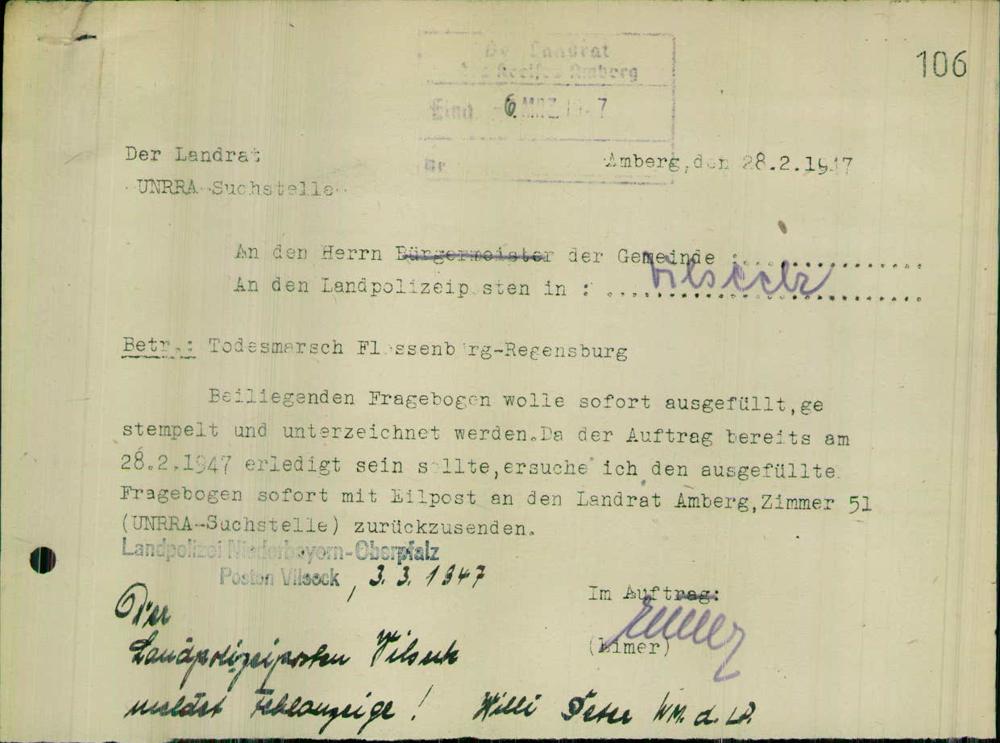 106
Der Landrat
des Kreises Amberg
Eing. 6. MRZ. 1947
Nr
Der Landrat
UNRRA-Suchstelle
Amberg, den 28.2.1947
An den Herrn Bürgermeister der Gemeinde :
An den Landpolizeiposten in : Vilseck
Betr.: Todesmarsch Flossenbürg-Regensburg
Beiliegenden Fragebogen wolle sofort ausgefüllt,ge
stempelt und unterzeichnet werden.Da der Auftrag bereits am
28.2.1947 erledigt sein sollte,ersuche ich den ausgefüllte
Fragebogen sofort mit Eilpost an den Landrat Amberg,Zimmer 51
(UNRRA-Suchstelle) zurückzusenden.
Landpolizei Niederbayern-Oberpfalz
Posten Vilseck, 3.3.1947
Im Auftrag:
(Eimer)
Der
Landpolizeiposten Vilseck
meldet Fehlanzeige! Willi Peter WM. d. LP.